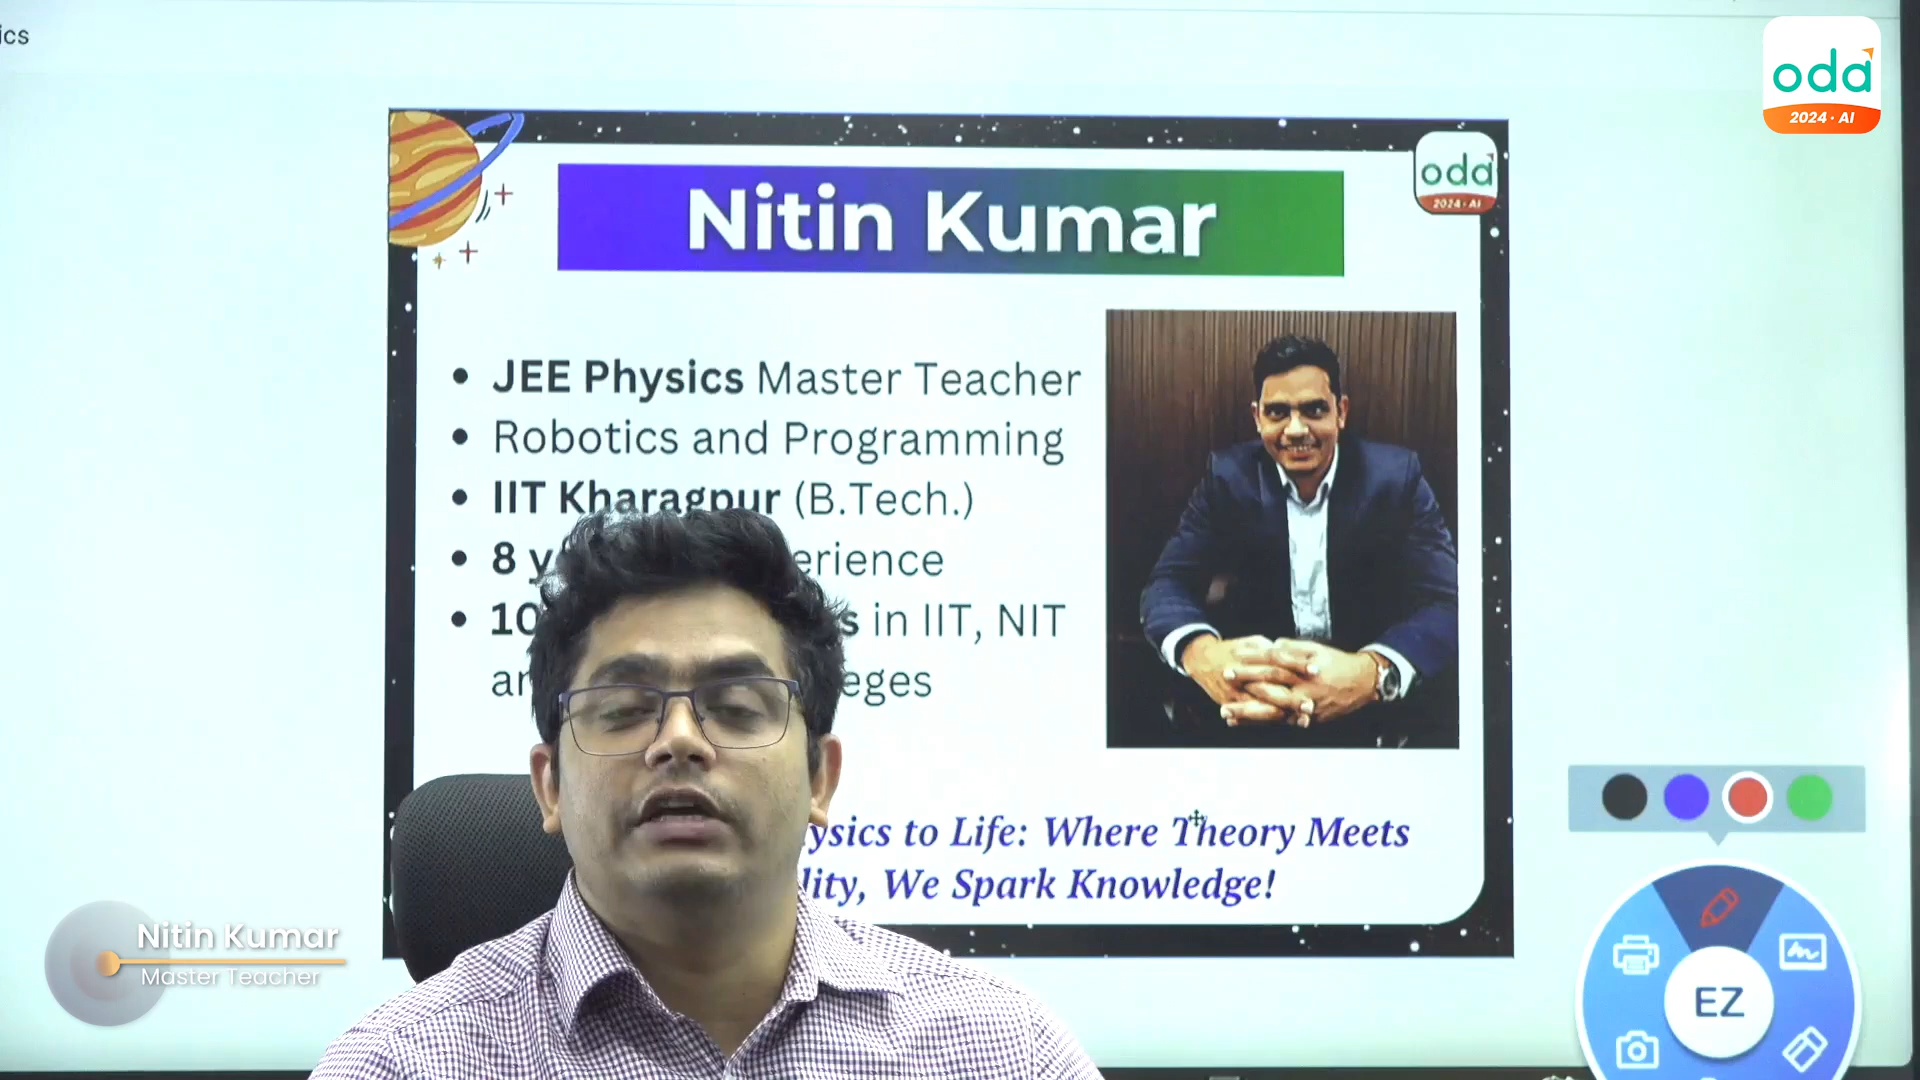 ics
oda
2024 · AI
Nitin Kumar
oda
2024 · AI
• JEE Physics Master Teacher
• Robotics and Programming
• IIT Kharagpur (B.Tech.)
• 8 erience
• 10 s in IIT, NIT
eges
ysics to Life: Where Theory Meets
lity, We Spark Knowledge!
Nitin Kumar
Master Teacher
EZ